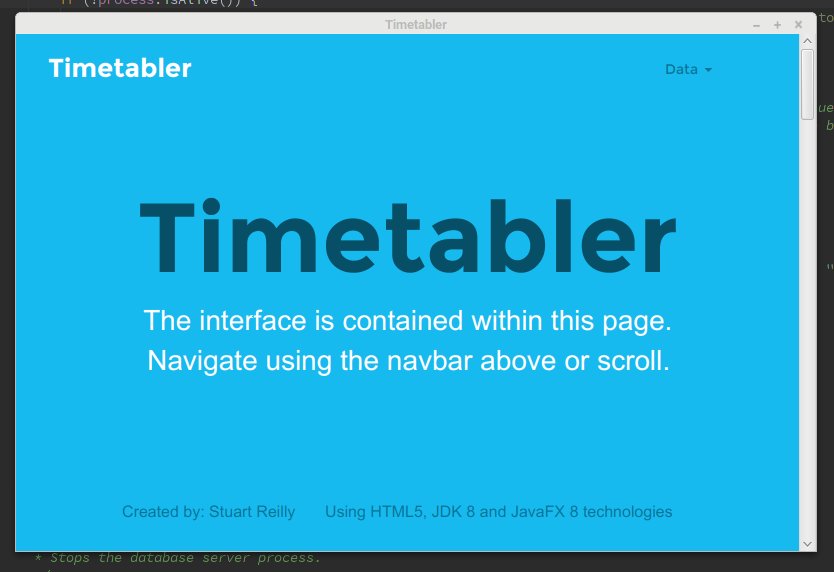 if (!process.isAlive()) {
Timetabler
to
Timetabler
Data
ue
b
Timetabler
The interface is contained within this page.
Navigate using the navbar above or scroll.
Created by: Stuart Reilly
Using HTML5, JDK 8 and JavaFX 8 technologies
* Stops the database server process.